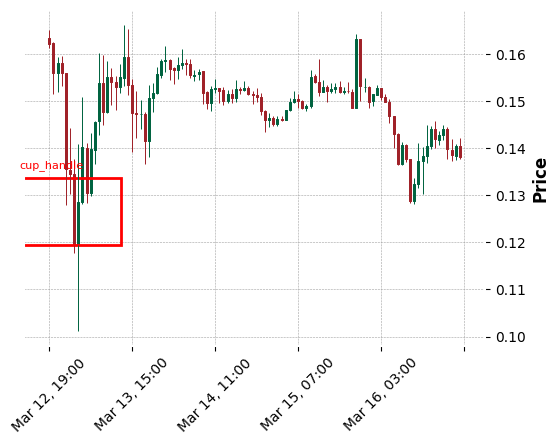 0.16
0.15
0.14
cup_handle
0.13
0.12
0.11
0.10
Price
Mar 12, 19:00
Mar 13, 15:00
Mar 14, 11:00
Mar 15, 07:00
Mar 16, 03:00